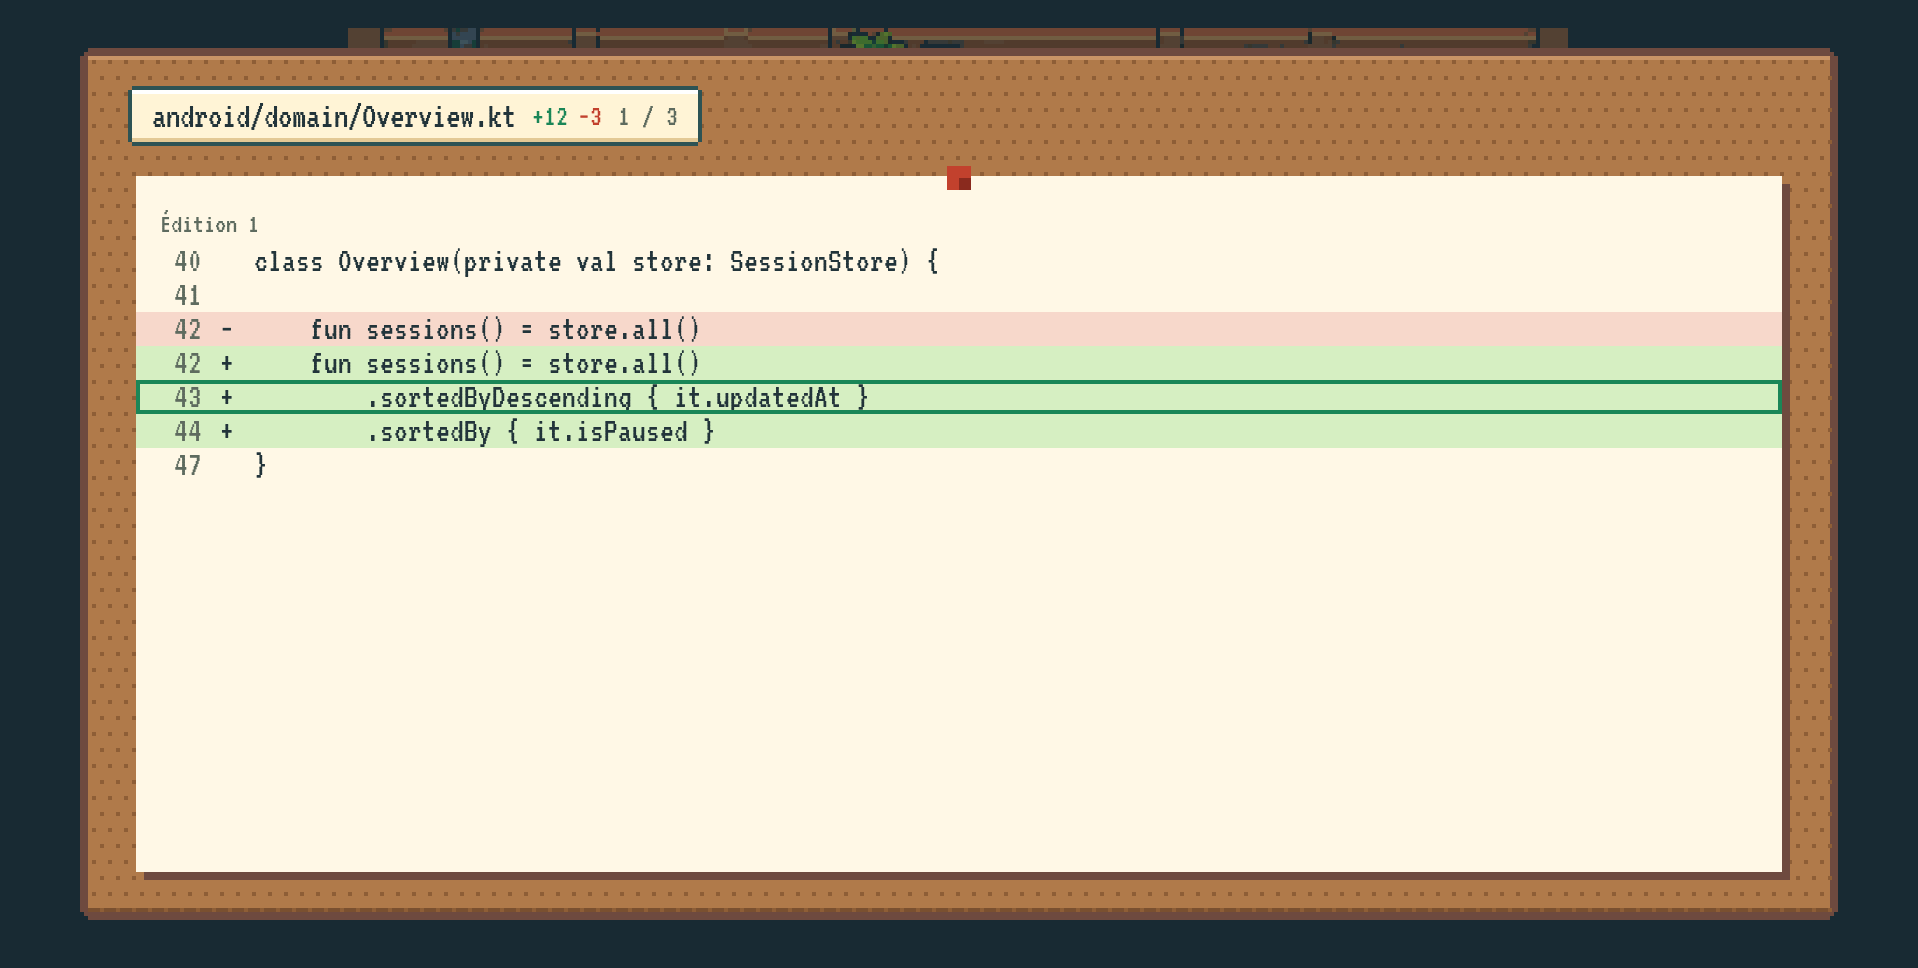 android/domain/Overview.kt +12 -3 1 / 3
Édition 1
40 class Overview(private val store: SessionStore) {
41
42 - fun sessions() = store.all()
42 + fun sessions() = store.all()
43 + .sortedByDescending { it.updatedAt }
44 + .sortedBy { it.isPaused }
47 }